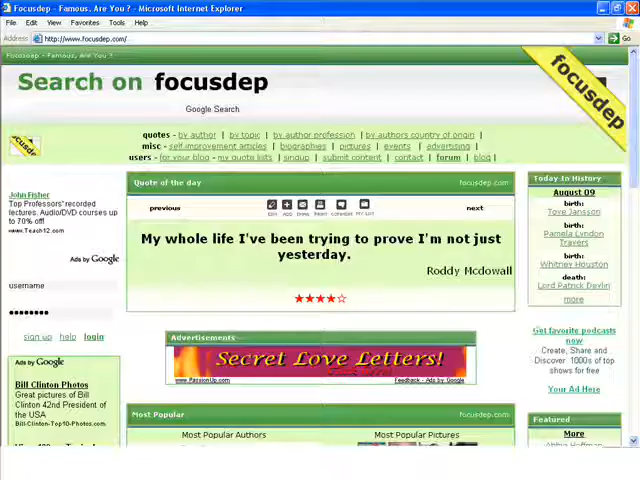 Focusdep - Famous, Are You ? - Microsoft Internet Explorer
File Edit View Favorites Tools Help
Address http://www.focusdep.com/ Go
Focusdep - Famous, Are You ?
Search on focusdep
focusdep
Google Search
focusdep
quotes - by author | by topic | by author profession | by authors country of origin |
misc - self improvement articles | biographies | pictures | events | advertising |
users - for your blog - my quote lists | signup | submit content | contact | forum | blog |
John Fisher
Top Professors' recorded
lectures. Audio/DVD courses up
to 70% off!
www.Teach12.com
Ads by Google
username
sign up help login
Ads by Google
Bill Clinton Photos
Great pictures of Bill
Clinton 42nd President of
the USA
Bill-Clinton-Top10-Photos.com
Quote of the day focusdep.com
previous next
EDIT ADD EMAIL PRINT COMMENTS MY LIST
My whole life I've been trying to prove I'm not just
yesterday.
Roddy Mcdowall
Advertisements
Secret Love Letters!
www.PassionUp.com Feedback - Ads by Google
Most Popular focusdep.com
Most Popular Authors Most Popular Pictures
Today In History
August 09
birth:
Tove Jansson
birth:
Pamela Lyndon
Travers
birth:
Whitney Houston
death:
Lord Patrick Devlin
more
Get favorite podcasts
now
Create, Share and
Discover 1000s of top
shows for free
Your Ad Here
Featured
More
Abbie Hoffman